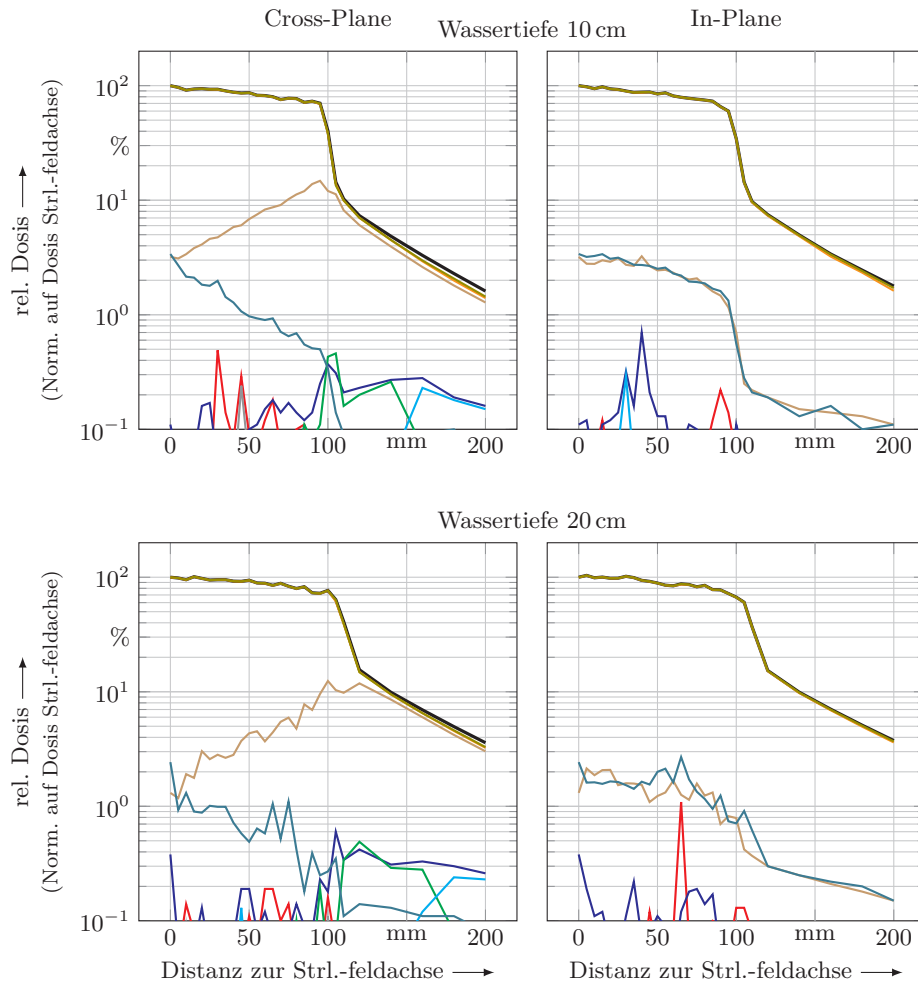 Cross-Plane
In-Plane
Wassertiefe 10 cm
rel. Dosis
(Norm. auf Dosis Strl.-feldachse)
10²
%
10¹
10⁰
10⁻¹
0 50 100 mm 200
0 50 100 mm 200
Wassertiefe 20 cm
rel. Dosis
(Norm. auf Dosis Strl.-feldachse)
10²
%
10¹
10⁰
10⁻¹
0 50 100 mm 200
0 50 100 mm 200
Distanz zur Strl.-feldachse
Distanz zur Strl.-feldachse